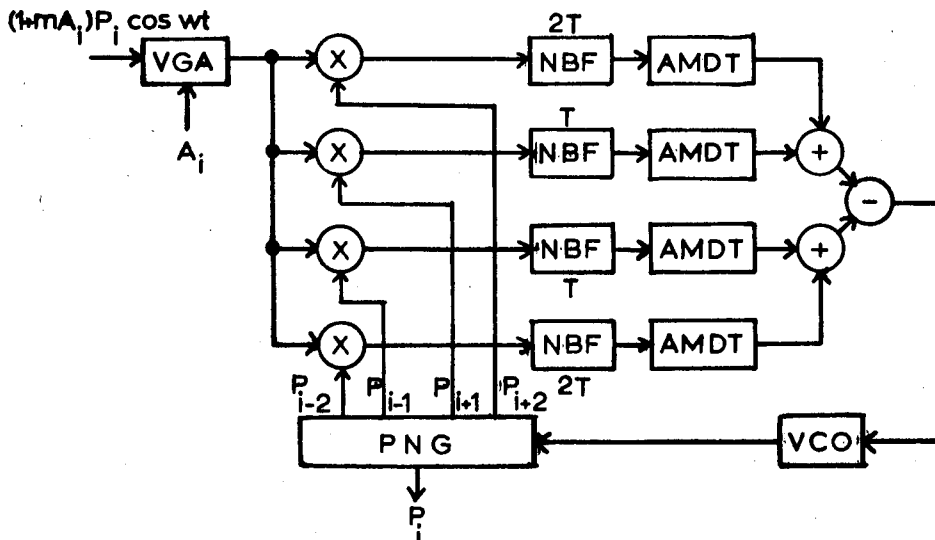 (1+mA_i)P_i cos wt
VGA
A_i
X
X
X
X
2T
NBF
AMDT
T
NBF
AMDT
+
-
NBF
AMDT
+
T
NBF
AMDT
2T
P_i-2 P_i-1 P_i+1 P_i+2
PNG
VCO
P_i